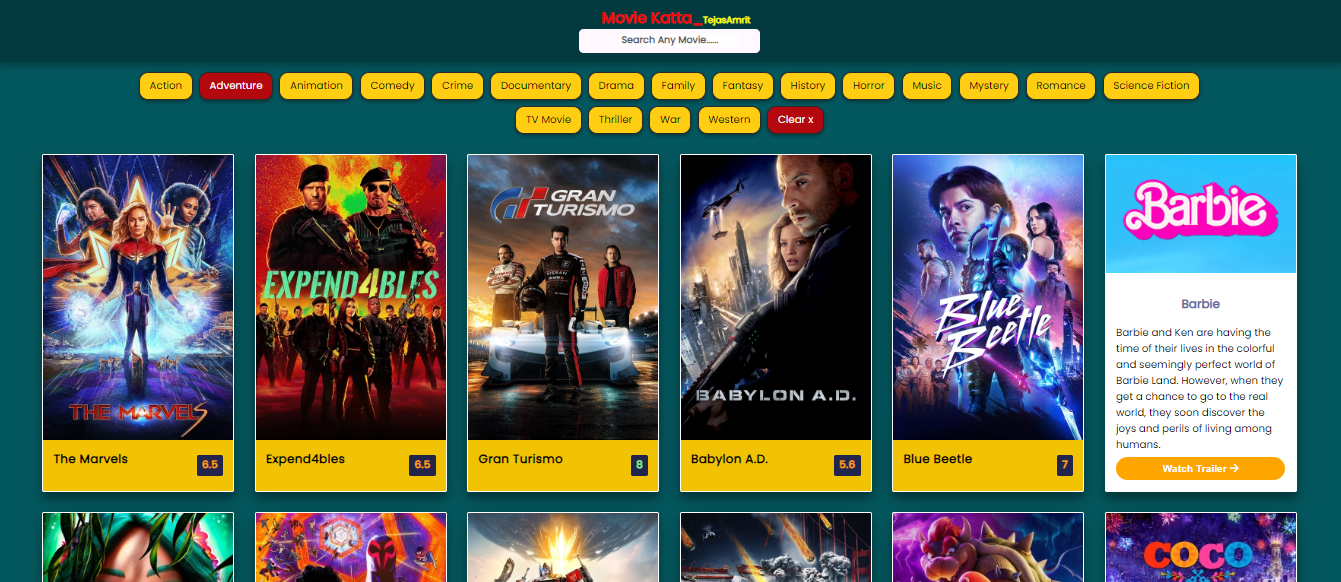 Movie Katta_TejasAmrit
Search Any Movie......
Action
Adventure
Animation
Comedy
Crime
Documentary
Drama
Family
Fantasy
History
Horror
Music
Mystery
Romance
Science Fiction
TV Movie
Thriller
War
Western
Clear x
THE MARVELS
The Marvels
6.5
EXPEND4BLES
Expend4bles
6.5
GRAN
TURISMO
Gran Turismo
8
BABYLON A.D.
Babylon A.D.
5.6
DC
Blue
Beetle
Blue Beetle
7
Barbie
Barbie
Barbie and Ken are having the
time of their lives in the colorful
and seemingly perfect world of
Barbie Land. However, when they
get a chance to go to the real
world, they soon discover the
joys and perils of living among
humans.
Watch Trailer →
COCO